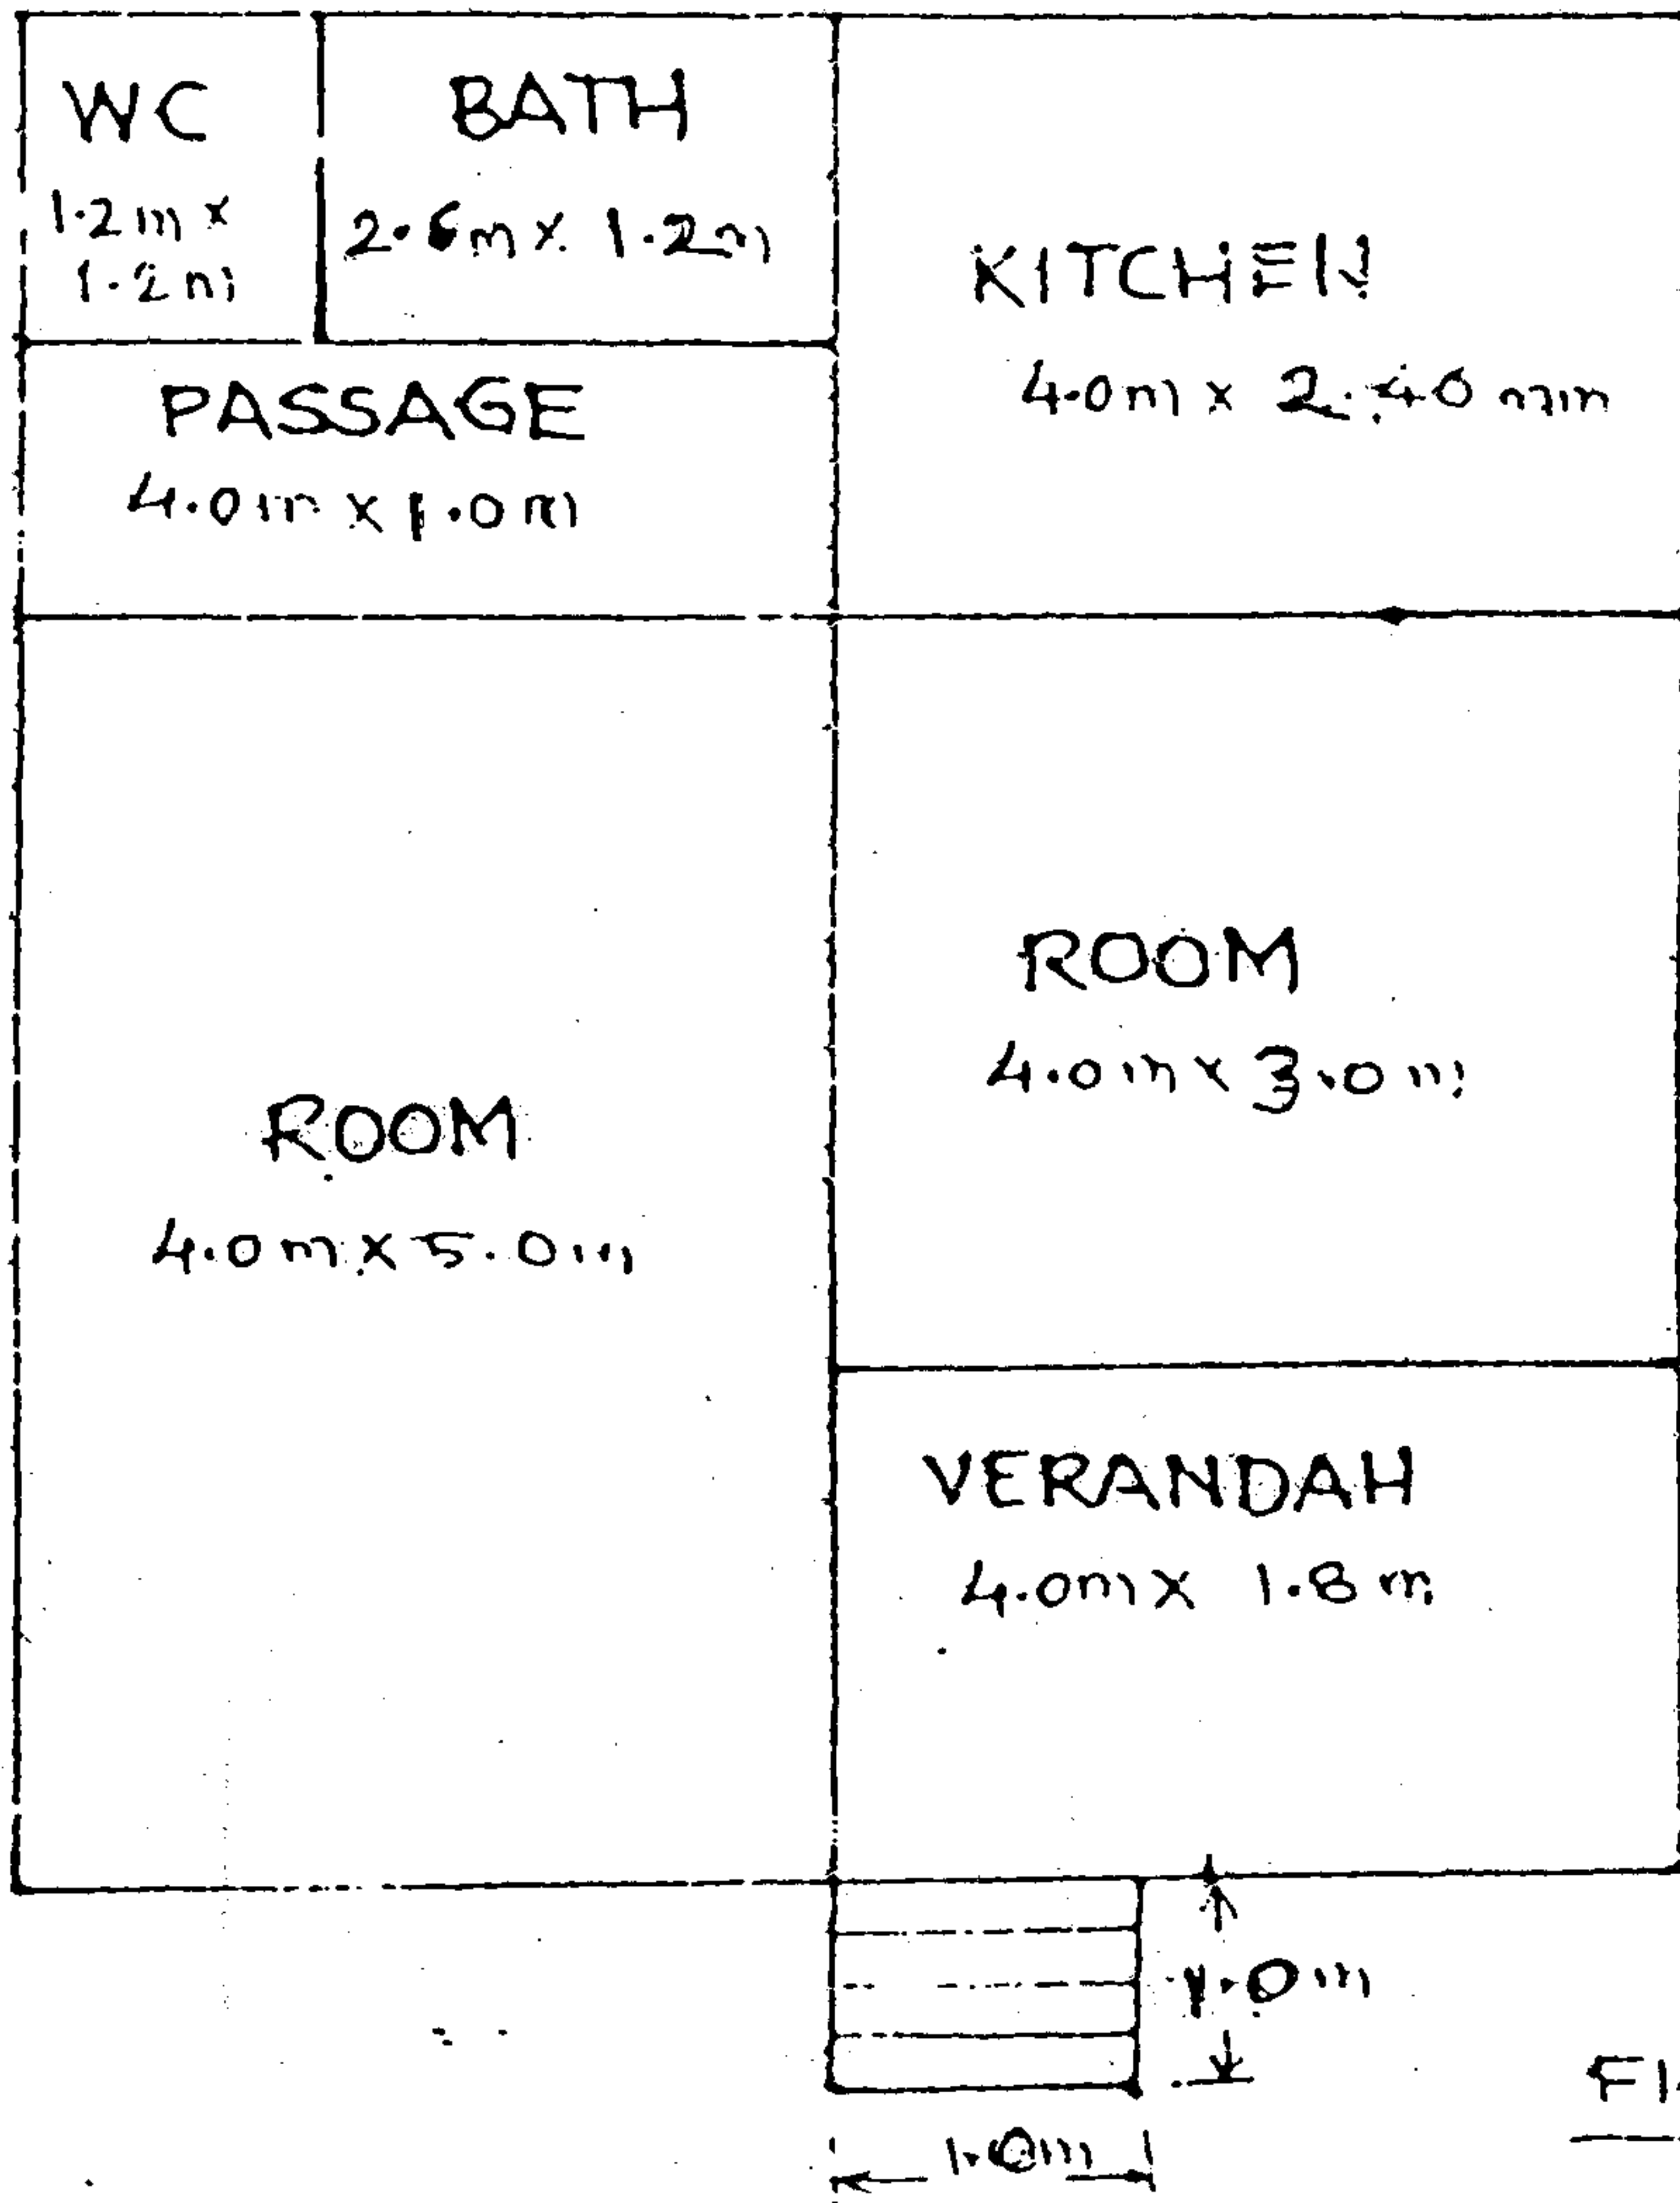 WC
1.2m x
1.2m
BATH
2.6m x 1.2m
KITCHEN
4.0m x 2.40mm
PASSAGE
4.0m x 1.0m
ROOM
4.0m x 3.0m
ROOM
4.0m x 5.0m
VERANDAH
4.0m x 1.8m
1.0m
1.0m